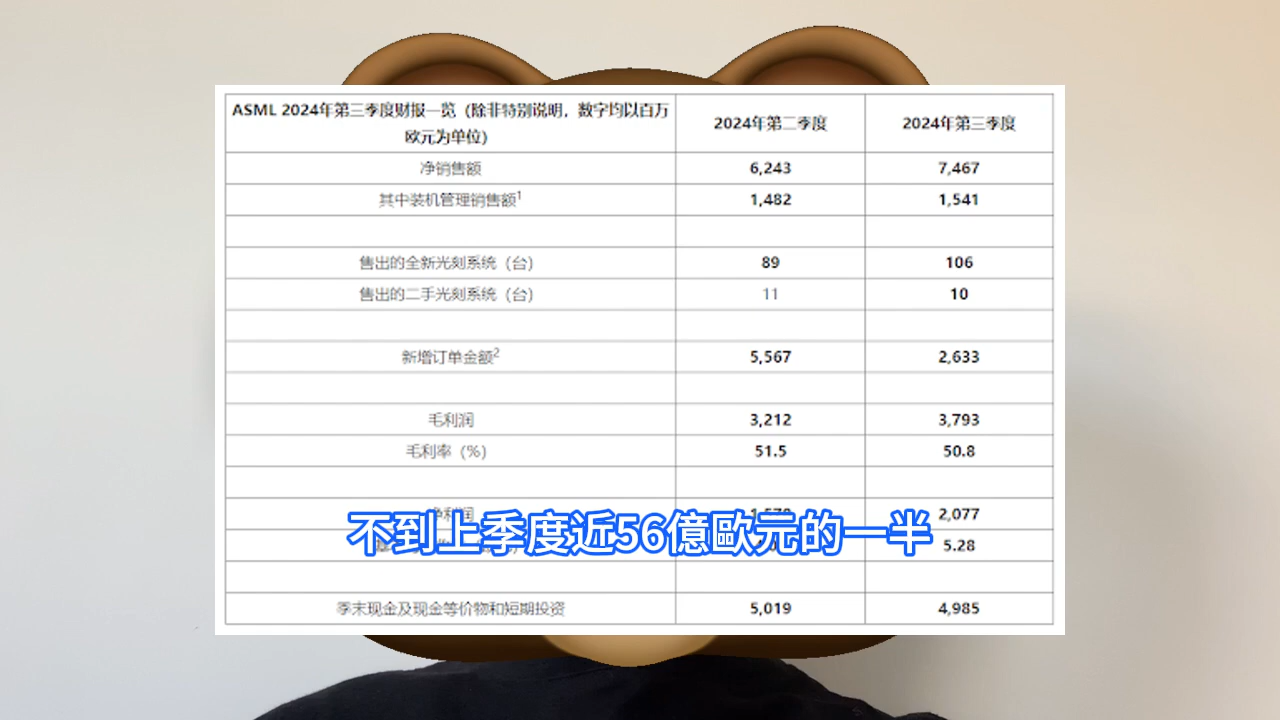 ASML 2024年第三季度财报一览（除非特别说明，数字均以百万
欧元为单位） 2024年第二季度 2024年第三季度
净销售额 6,243 7,467
其中装机管理销售额1 1,482 1,541
售出的全新光刻系统（台） 89 106
售出的二手光刻系统（台） 11 10
新增订单金额2 5,567 2,633
毛利润 3,212 3,793
毛利率（%） 51.5 50.8
2,077
不到上季度近56億歐元的一半
5.28
季末现金及现金等价物和短期投资 5,019 4,985